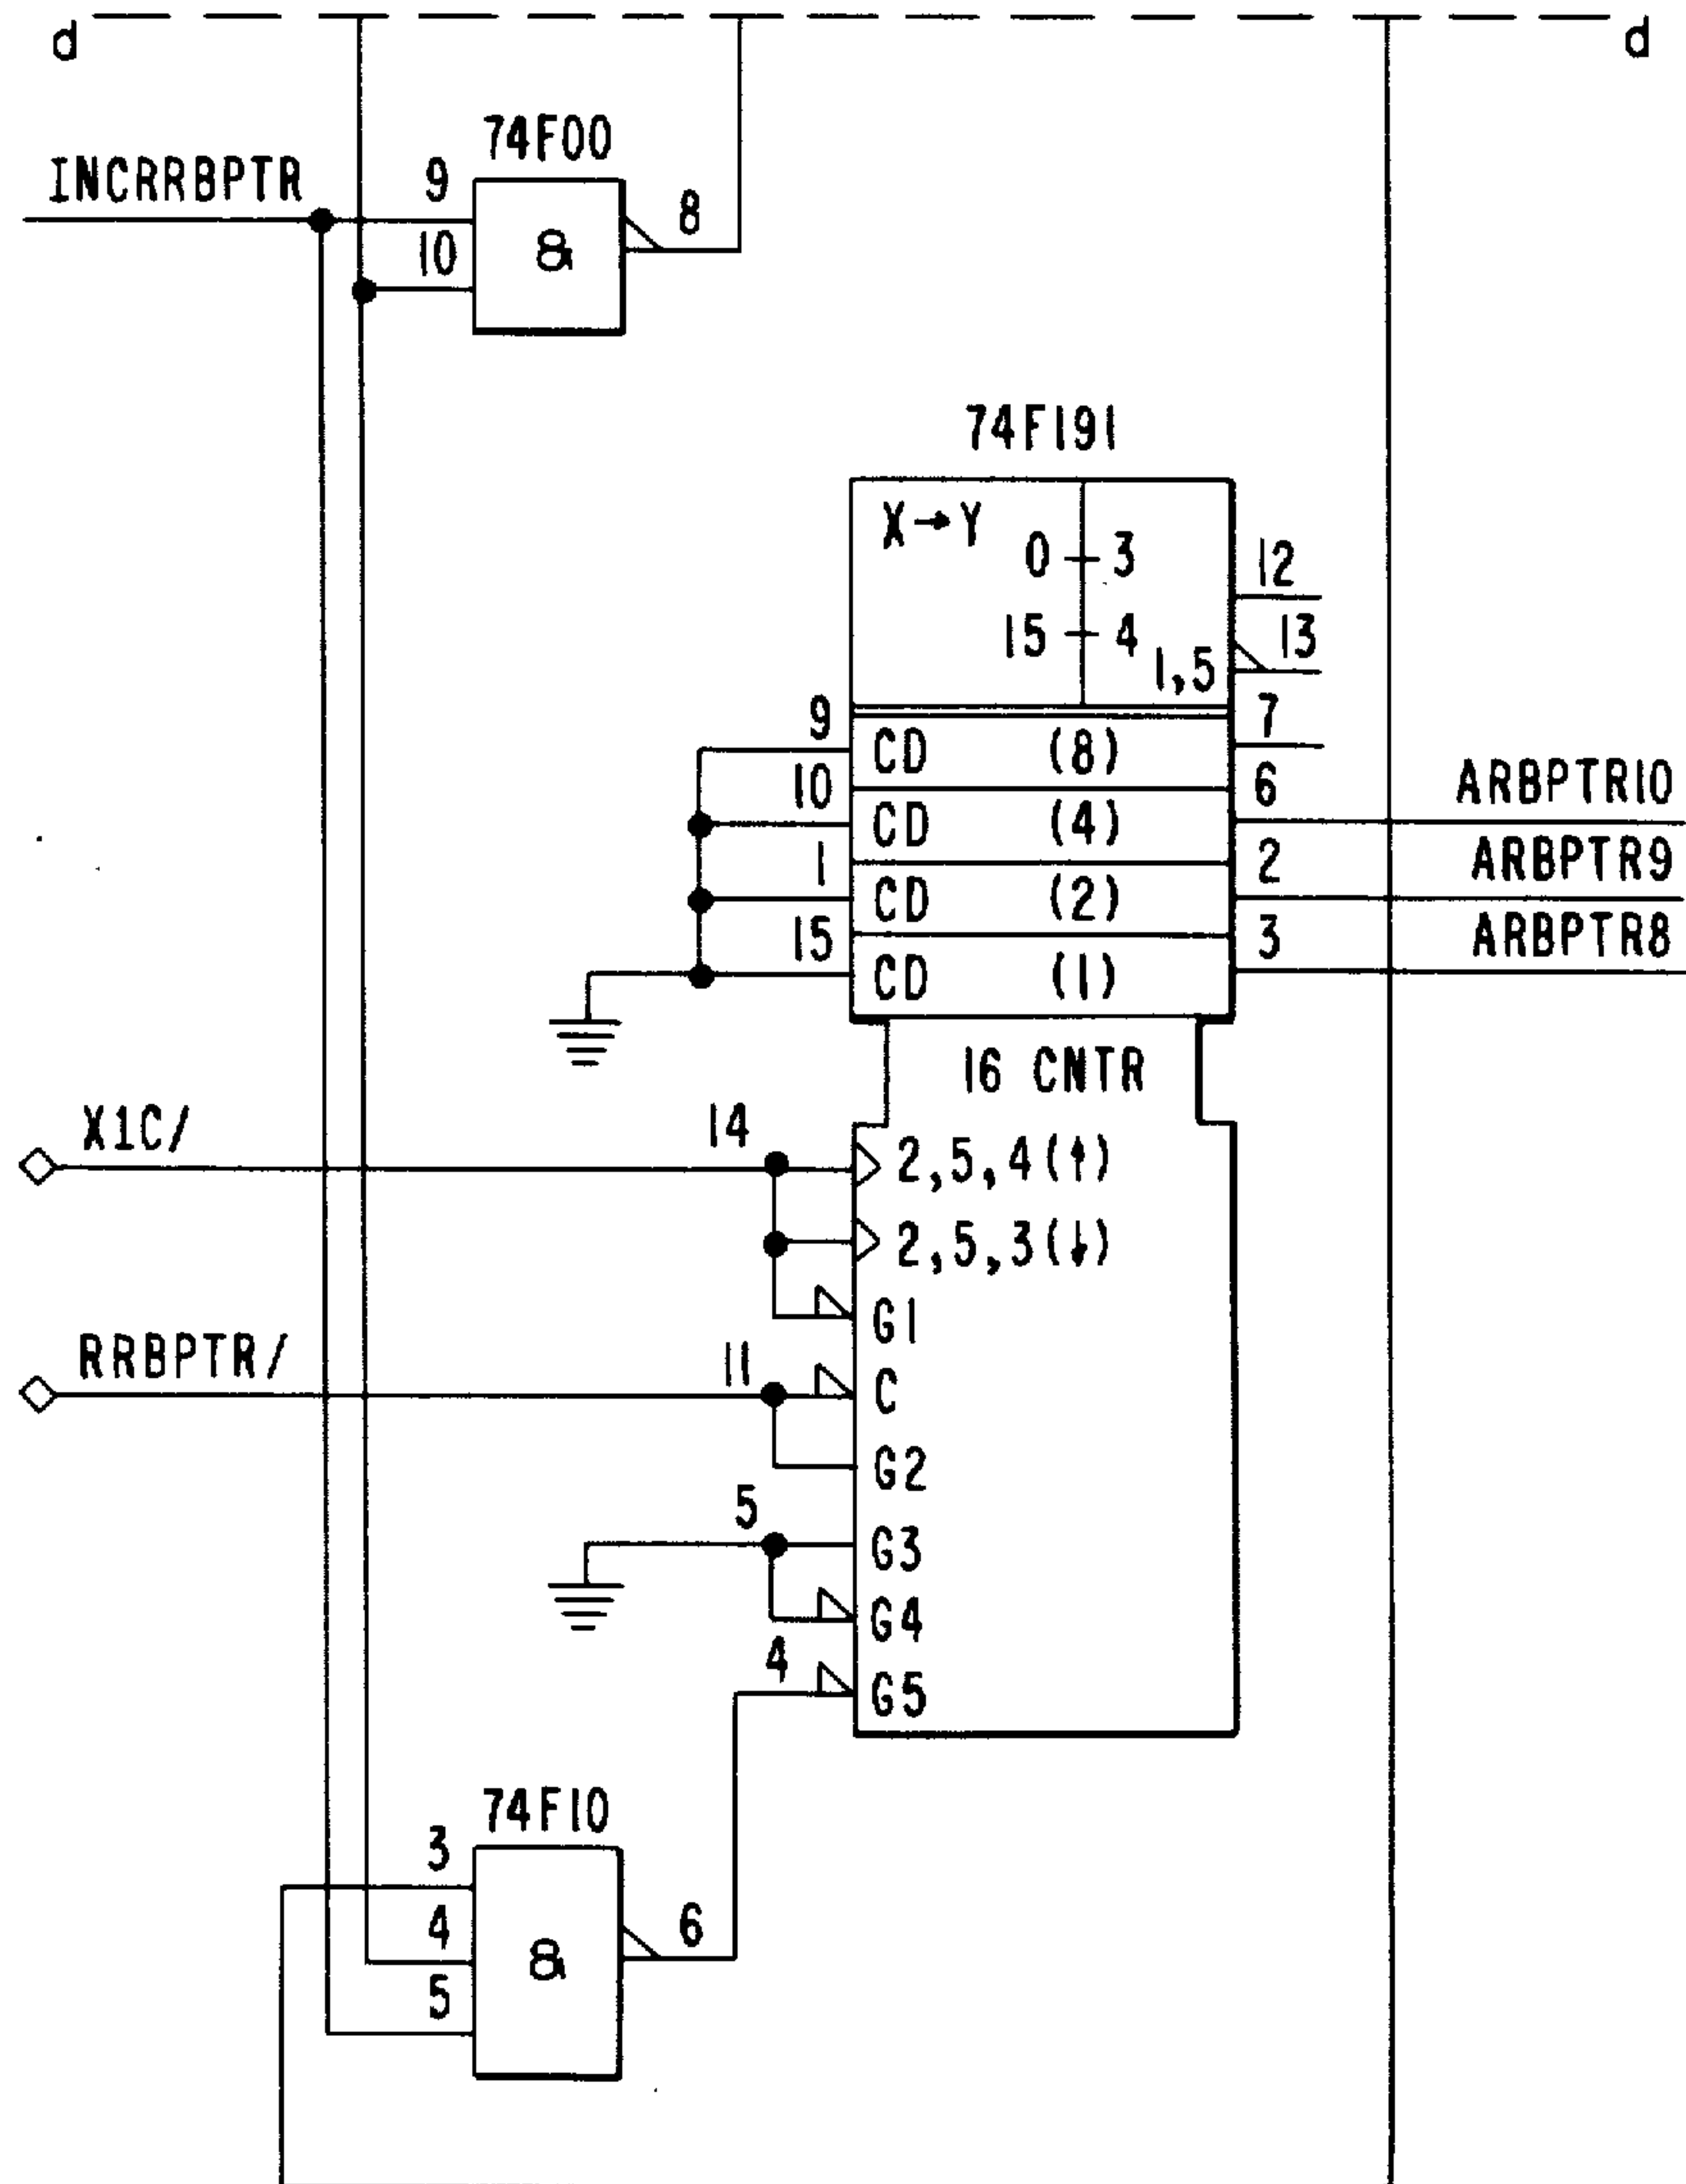 d d
74F00
INCRRBPTR 9
8
10
&
74F191
X→Y
0 3
12
15 4
13
1,5
7
9
CD (8)
6
ARBPTR10
10
CD (4)
2
ARBPTR9
1
CD (2)
3
ARBPTR8
15
CD (1)
16 CNTR
X1C/ 14
2,5,4(↑)
2,5,3(↓)
G1
RRBPTR/ 11
C
G2
5
G3
G4
4
G5
74F10
3
4
6
&
5